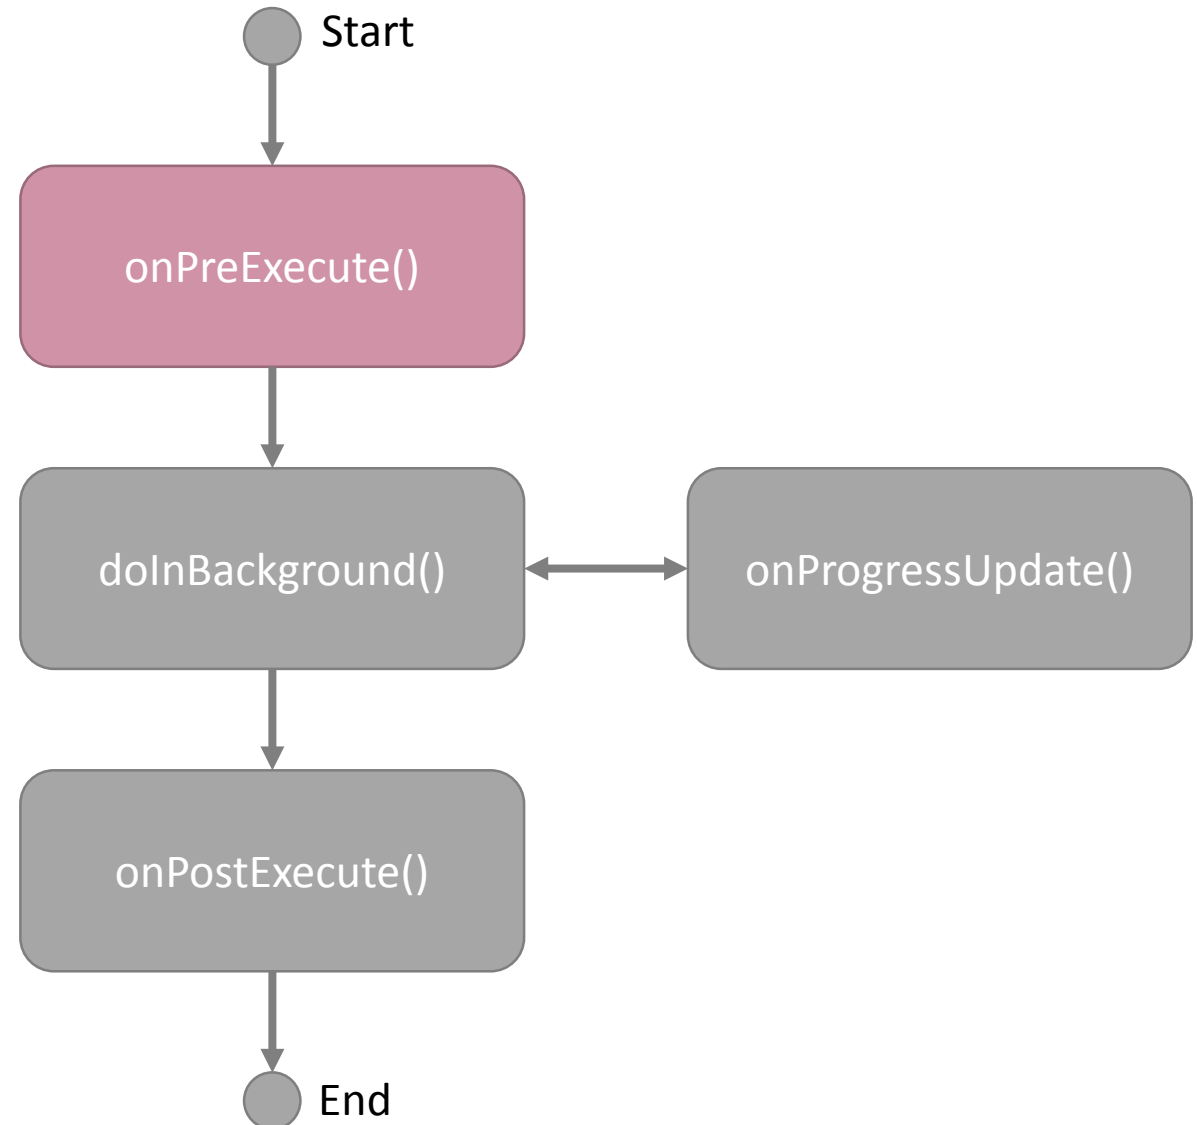 Start
onPreExecute()
doInBackground()
onProgressUpdate()
onPostExecute()
End